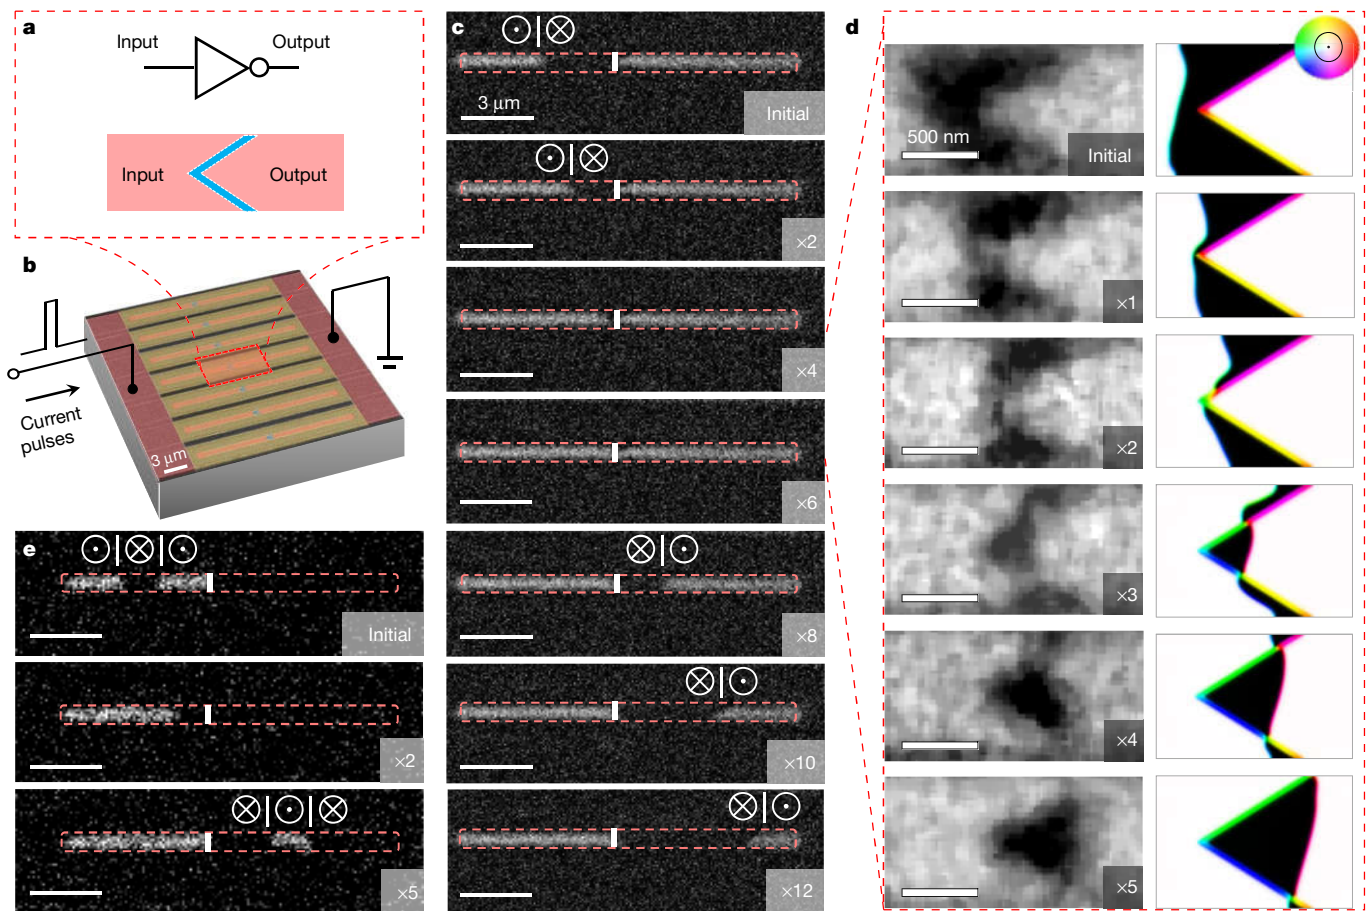 a
Input
Output
Input
Output
b
Current
pulses
3 μm
c
3 μm
Initial
×2
×4
×6
×8
×10
×12
d
500 nm
Initial
×1
×2
×3
×4
×5
e
Initial
×2
×5